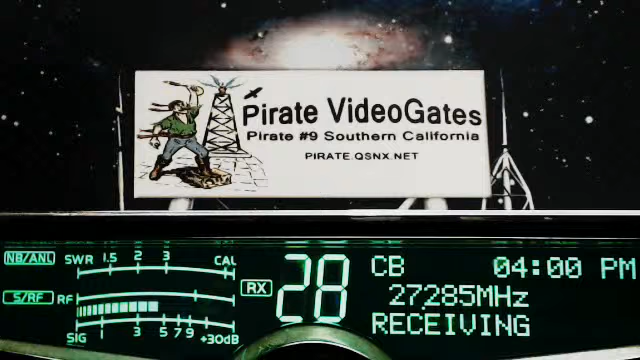 Pirate VideoGates
Pirate #9 Southern California
PIRATE.QSNX.NET
NB/ANL SWR 1.5 2 3 CAL
S/RF RF
SIG 1 3 5 7 9 +30dB
RX 28
CB 04:00 PM
27285MHz
RECEIVING